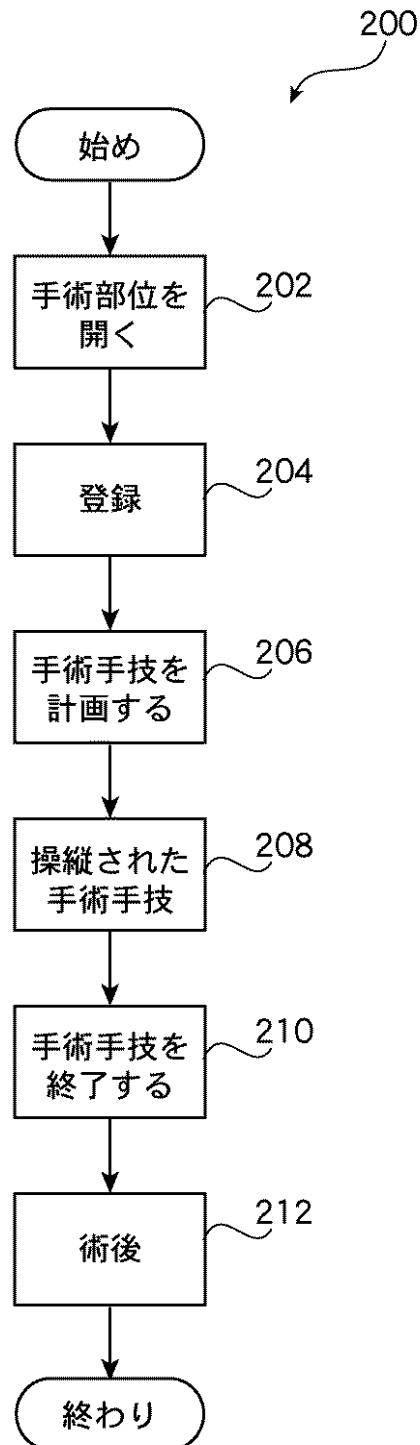 200
始め
手術部位を
開く
202
登録
204
手術手技を
計画する
206
操縦された
手術手技
208
手術手技を
終了する
210
術後
212
終わり